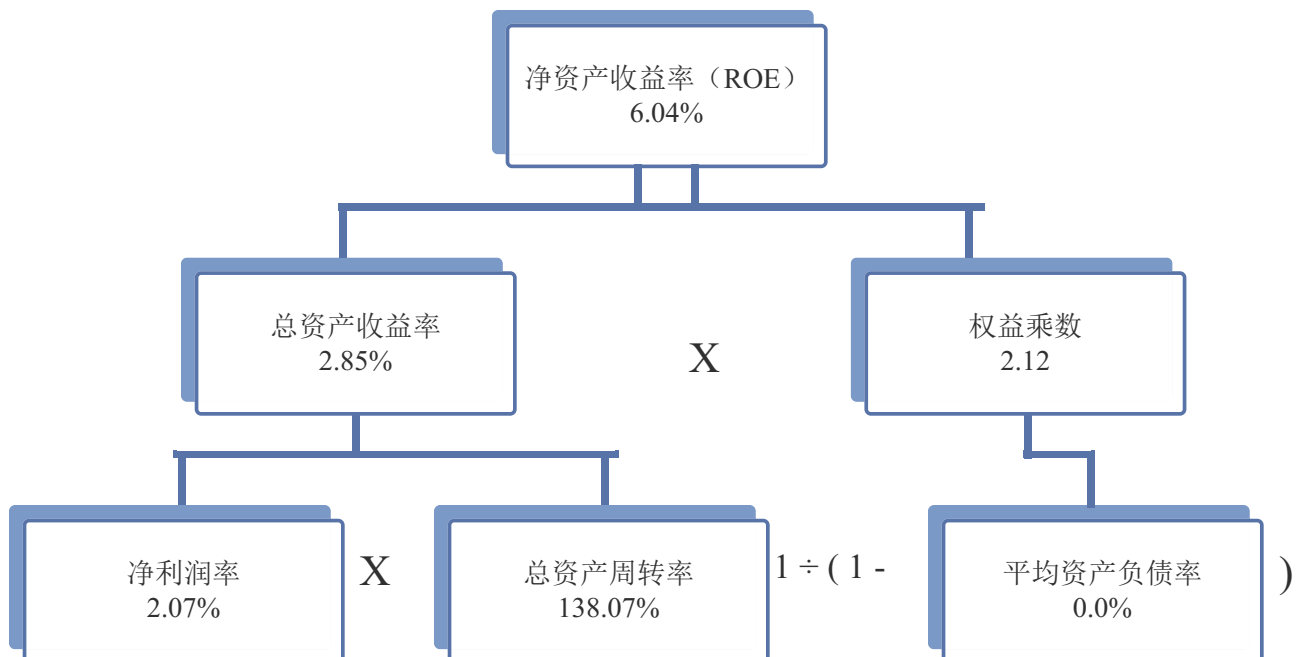 净资产收益率（ROE）
6.04%
总资产收益率
2.85%
X
权益乘数
2.12
净利润率
2.07%
X
总资产周转率
138.07%
1 ÷ ( 1 -
平均资产负债率
0.0%
)